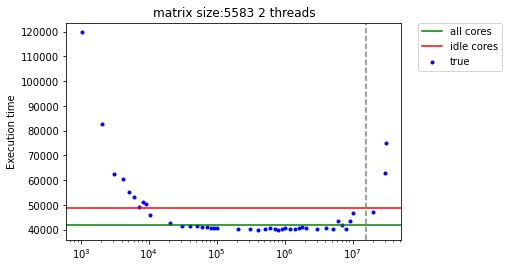 matrix size:5583 2 threads
Execution time
120000
110000
100000
90000
80000
70000
60000
50000
40000
10³
10⁴
10⁵
10⁶
10⁷
all cores
idle cores
true